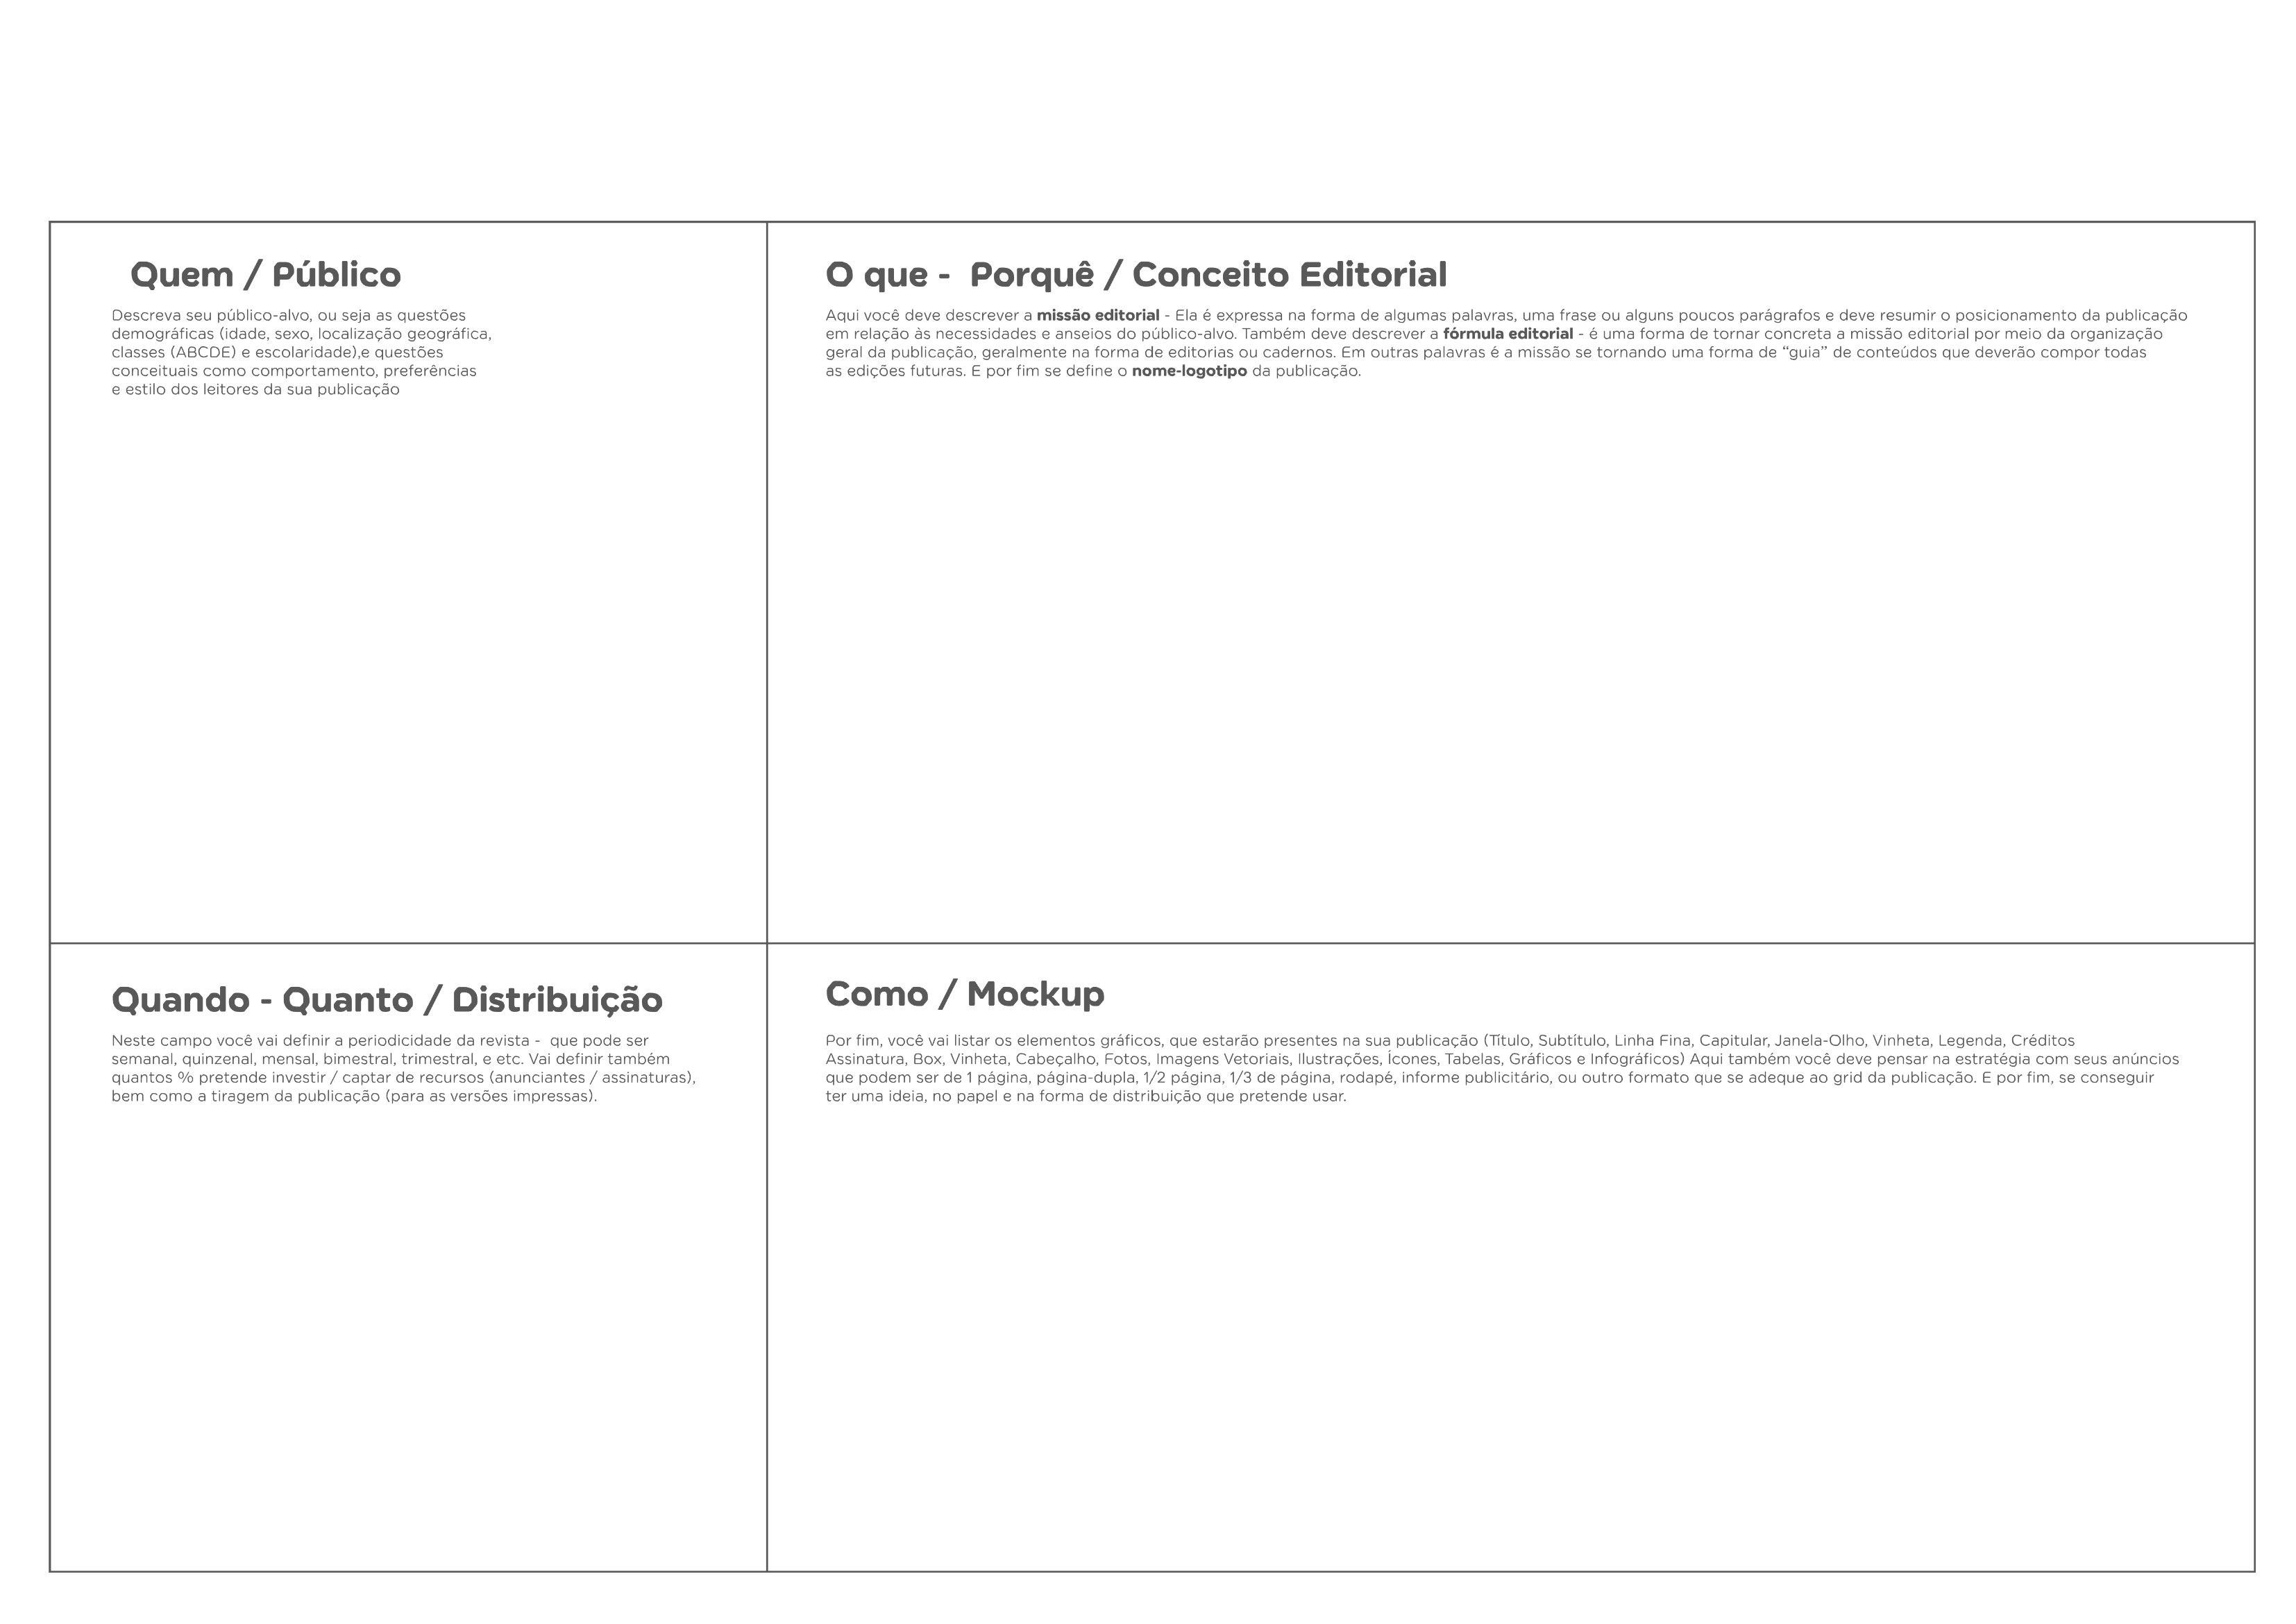 Quem / Público
Descreva seu público-alvo, ou seja as questões
demográficas (idade, sexo, localização geográfica,
classes (ABCDE) e escolaridade),e questões
conceituais como comportamento, preferências
e estilo dos leitores da sua publicação
O que -  Porquê / Conceito Editorial
Aqui você deve descrever a missão editorial - Ela é expressa na forma de algumas palavras, uma frase ou alguns poucos parágrafos e deve resumir o posicionamento da publicação
em relação às necessidades e anseios do público-alvo. Também deve descrever a fórmula editorial - é uma forma de tornar concreta a missão editorial por meio da organização
geral da publicação, geralmente na forma de editorias ou cadernos. Em outras palavras é a missão se tornando uma forma de “guia” de conteúdos que deverão compor todas
as edições futuras. E por fim se define o nome-logotipo da publicação.
Quando - Quanto / Distribuição
Neste campo você vai definir a periodicidade da revista -  que pode ser
semanal, quinzenal, mensal, bimestral, trimestral, e etc. Vai definir também
quantos % pretende investir / captar de recursos (anunciantes / assinaturas),
bem como a tiragem da publicação (para as versões impressas).
Como / Mockup
Por fim, você vai listar os elementos gráficos, que estarão presentes na sua publicação (Título, Subtítulo, Linha Fina, Capitular, Janela-Olho, Vinheta, Legenda, Créditos
Assinatura, Box, Vinheta, Cabeçalho, Fotos, Imagens Vetoriais, Ilustrações, Ícones, Tabelas, Gráficos e Infográficos) Aqui também você deve pensar na estratégia com seus anúncios
que podem ser de 1 página, página-dupla, 1/2 página, 1/3 de página, rodapé, informe publicitário, ou outro formato que se adeque ao grid da publicação. E por fim, se conseguir
ter uma ideia, no papel e na forma de distribuição que pretende usar.